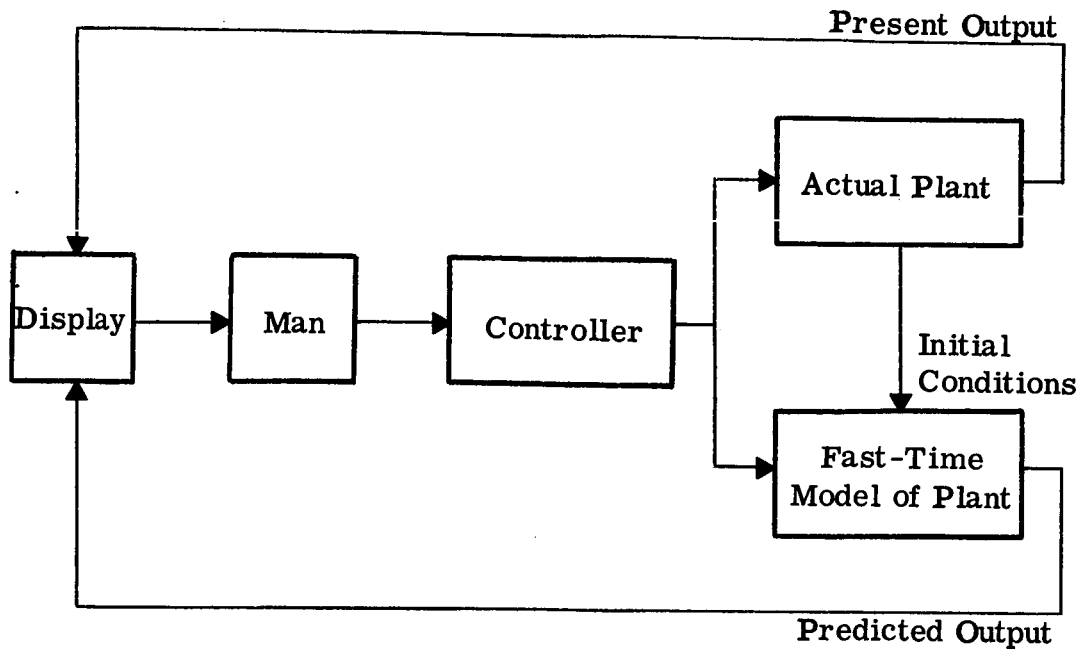 Present Output
Actual Plant
Display
Man
Controller
Initial
Conditions
Fast-Time
Model of Plant
Predicted Output